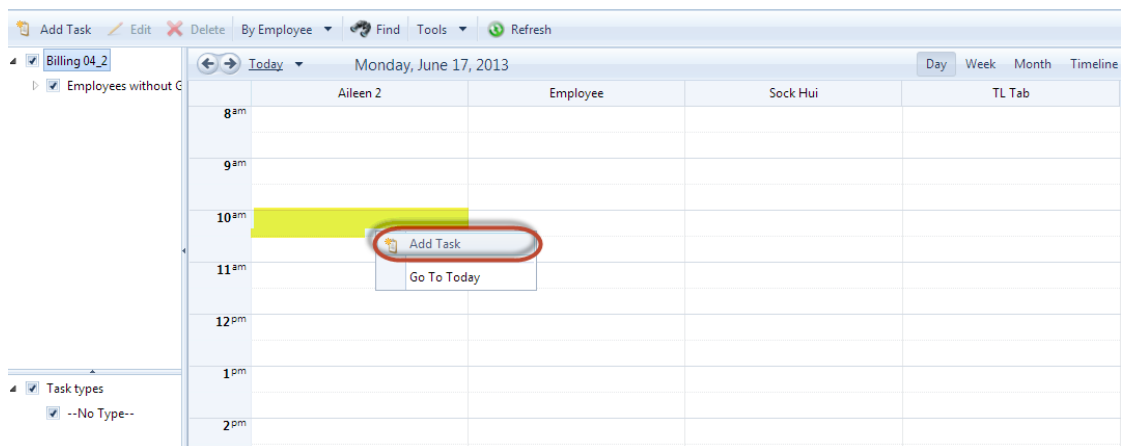 Add Task Edit Delete By Employee Find Tools Refresh
Billing 04_2
Employees without G
Today Monday, June 17, 2013 Day Week Month Timeline
Aileen 2 Employee Sock Hui TL Tab
8am
9am
10am
Add Task
11am
Go To Today
12pm
1pm
Task types
--No Type--
2pm